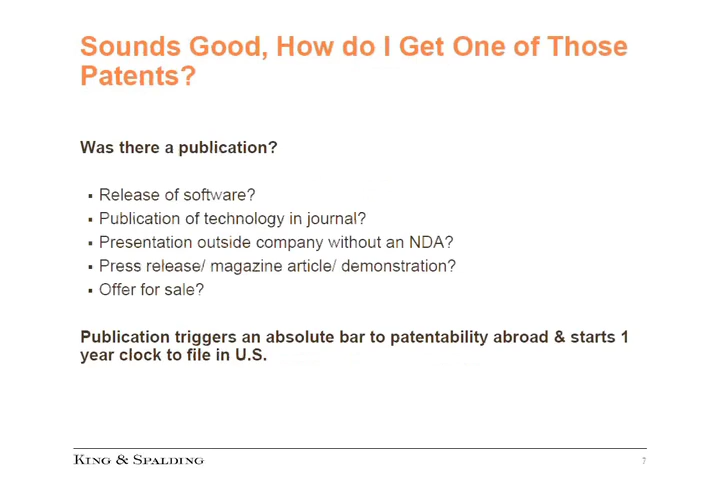 Sounds Good, How do I Get One of Those
Patents?
Was there a publication?
▪ Release of software?
▪ Publication of technology in journal?
▪ Presentation outside company without an NDA?
▪ Press release/ magazine article/ demonstration?
▪ Offer for sale?
Publication triggers an absolute bar to patentability abroad & starts 1
year clock to file in U.S.
KING & SPALDING
7